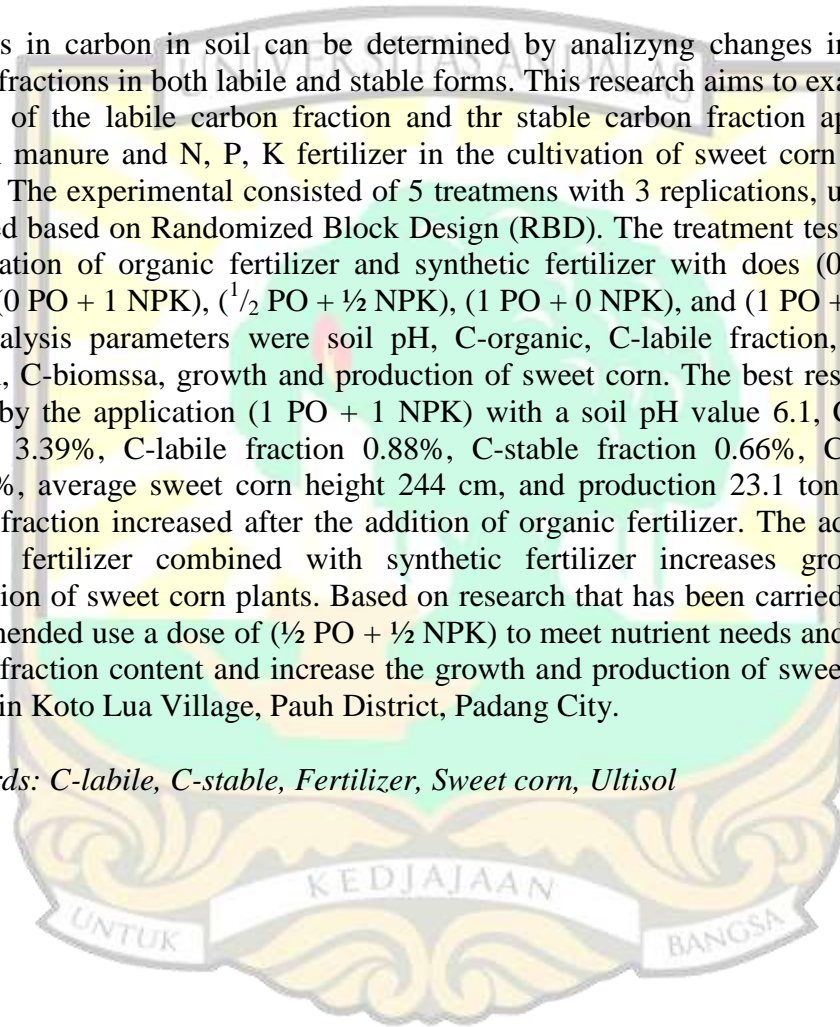 s in carbon in soil can be determined by analizyng changes in
fractions in both labile and stable forms. This research aims to exa
of the labile carbon fraction and thr stable carbon fraction ap
manure and N, P, K fertilizer in the cultivation of sweet corn
The experimental consisted of 5 treatmens with 3 replications, u
ed based on Randomized Block Design (RBD). The treatment tes
ation of organic fertilizer and synthetic fertilizer with does (0
(0 PO + 1 NPK), (1/2 PO + ½ NPK), (1 PO + 0 NPK), and (1 PO +
alysis parameters were soil pH, C-organic, C-labile fraction,
, C-biomssa, growth and production of sweet corn. The best res
by the application (1 PO + 1 NPK) with a soil pH value 6.1, C
3.39%, C-labile fraction 0.88%, C-stable fraction 0.66%, C
%, average sweet corn height 244 cm, and production 23.1 ton
fraction increased after the addition of organic fertilizer. The ad
fertilizer combined with synthetic fertilizer increases gro
ion of sweet corn plants. Based on research that has been carried
mended use a dose of (½ PO + ½ NPK) to meet nutrient needs and
fraction content and increase the growth and production of swee
in Koto Lua Village, Pauh District, Padang City.
rds: C-labile, C-stable, Fertilizer, Sweet corn, Ultisol
UNIVERSITAS ANDALAS
KEDJAJAAN
UNTUK
BANGSA